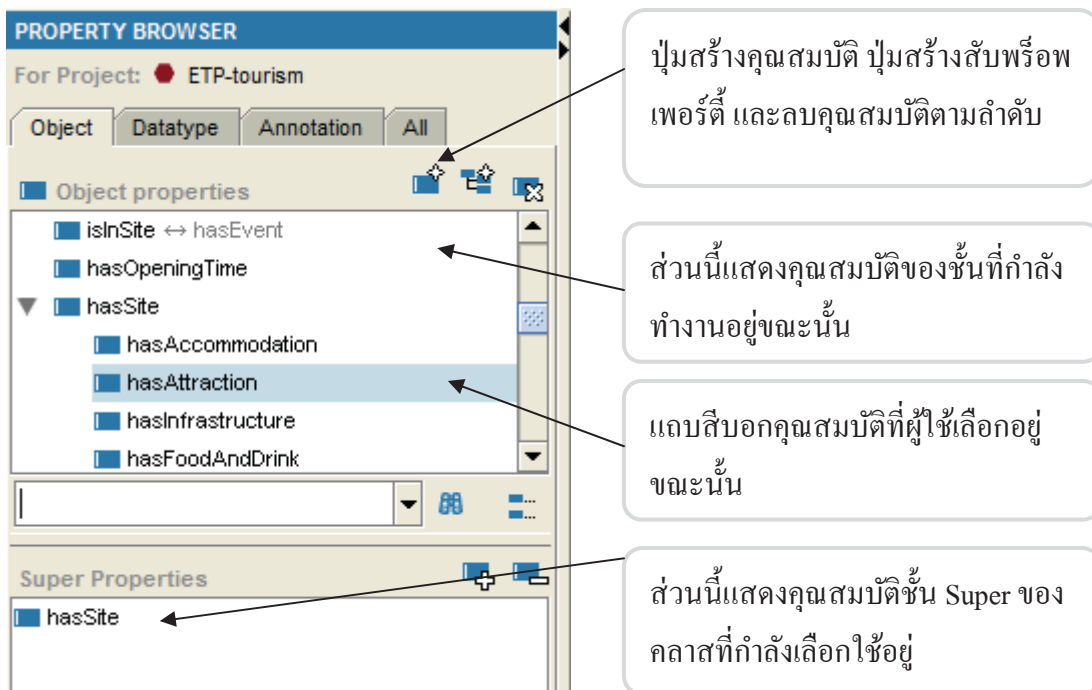 PROPERTY BROWSER
For Project: ETP-tourism
Object Datatype Annotation All
Object properties
isInSite ↔ hasEvent
hasOpeningTime
hasSite
hasAccommodation
hasAttraction
hasInfrastructure
hasFoodAndDrink
Super Properties
hasSite
ปุ่มสร้างคุณสมบัติ ปุ่มสร้างสับพร็อพ
เพอร์ตี้ และลบคุณสมบัติตามลำดับ
ส่วนนี้แสดงคุณสมบัติของชั้นที่กำลัง
ทำงานอยู่ขณะนั้น
แถบสีบอกคุณสมบัติที่ผู้ใช้เลือกอยู่
ขณะนั้น
ส่วนนี้แสดงคุณสมบัติชั้น Super ของ
คลาสที่กำลังเลือกใช้อยู่